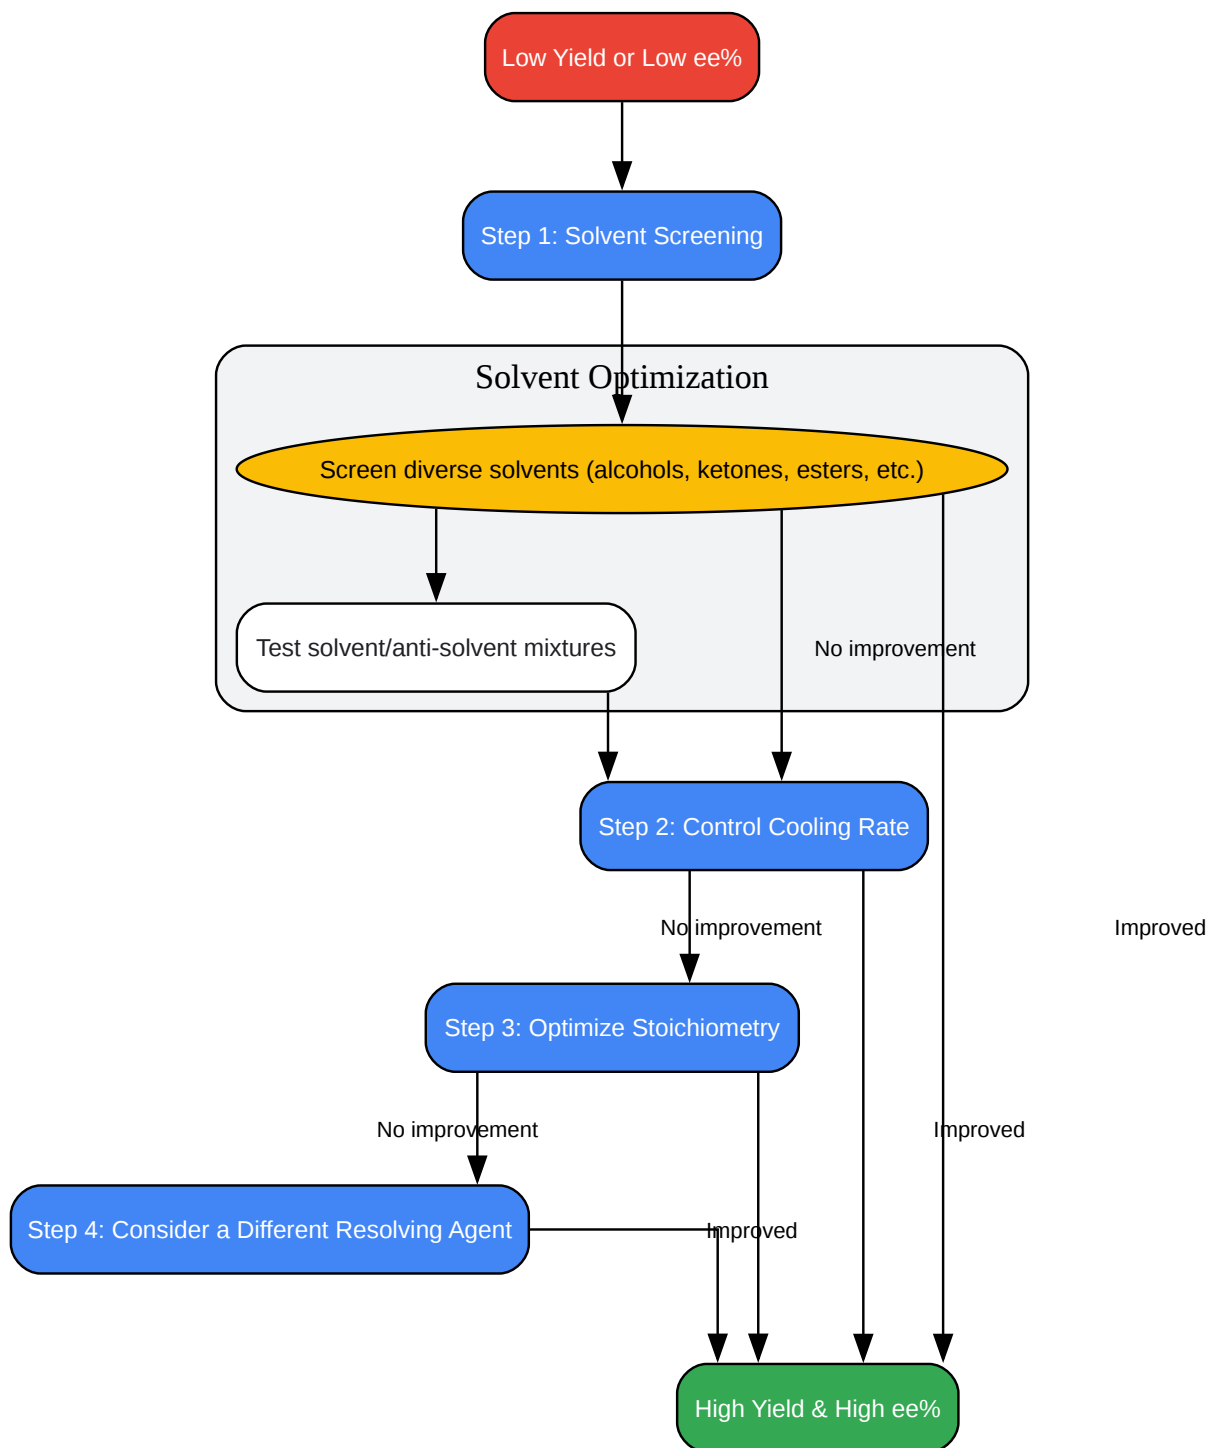 Low Yield or Low ee%
Step 1: Solvent Screening
Solvent Optimization
Screen diverse solvents (alcohols, ketones, esters, etc.)
Test solvent/anti-solvent mixtures
No improvement
Step 2: Control Cooling Rate
No improvement
Improved
Step 3: Optimize Stoichiometry
No improvement
Improved
Step 4: Consider a Different Resolving Agent
Improved
High Yield & High ee%